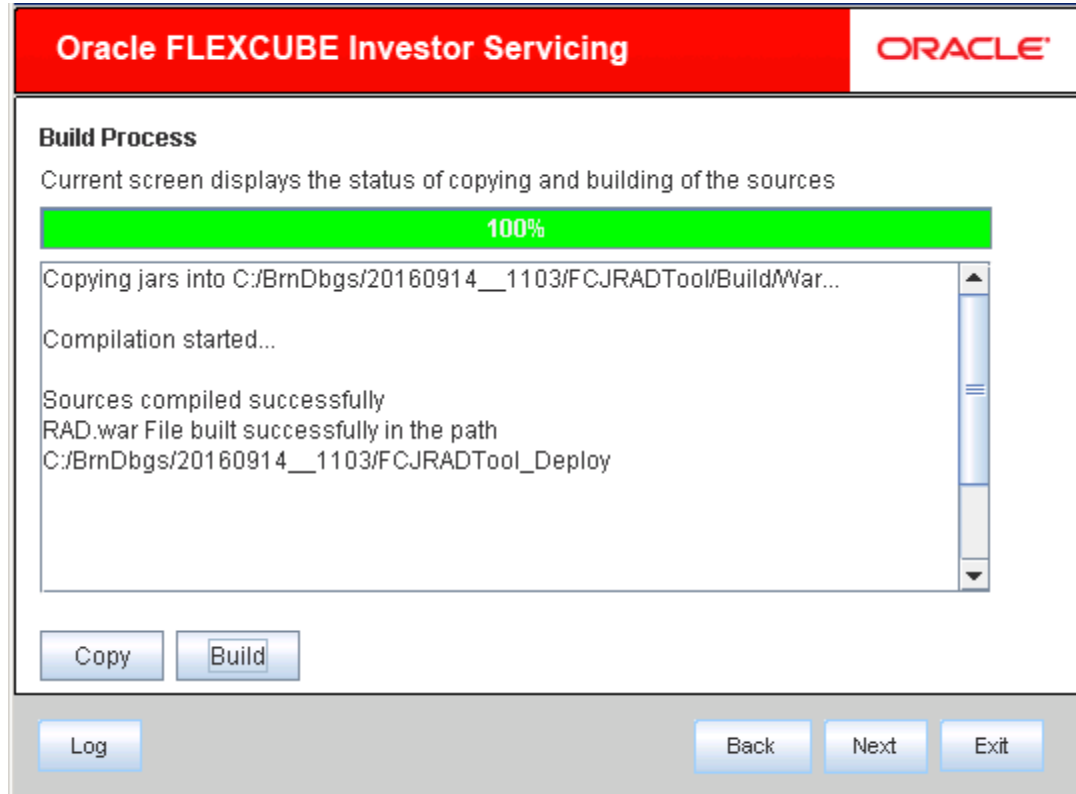 Oracle FLEXCUBE Investor Servicing
ORACLE
Build Process
Current screen displays the status of copying and building of the sources
100%
Copying jars into C:/BrnDbgs/20160914__1103/FCJRADTool/Build/War...
Compilation started...
Sources compiled successfully
RAD.war File built successfully in the path
C:/BrnDbgs/20160914__1103/FCJRADTool_Deploy
Copy
Build
Log
Back
Next
Exit